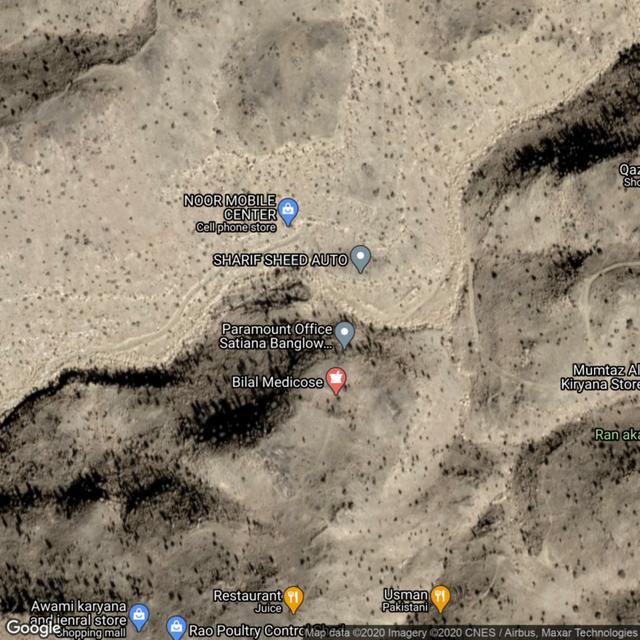 NOOR MOBILE
CENTER
Cell phone store
Qaz
Sho
SHARIF SHEED AUTO
Paramount Office
Satiana Banglow...
Bilal Medicose
Mumtaz Al
Kiryana Store
Ran aka
Restaurant
Juice
Usman
Pakistani
Awami karyana
and jenral store
Shopping mall
Rao Poultry Control
Google
Map data ©2020 Imagery ©2020 CNES / Airbus, Maxar Technologies